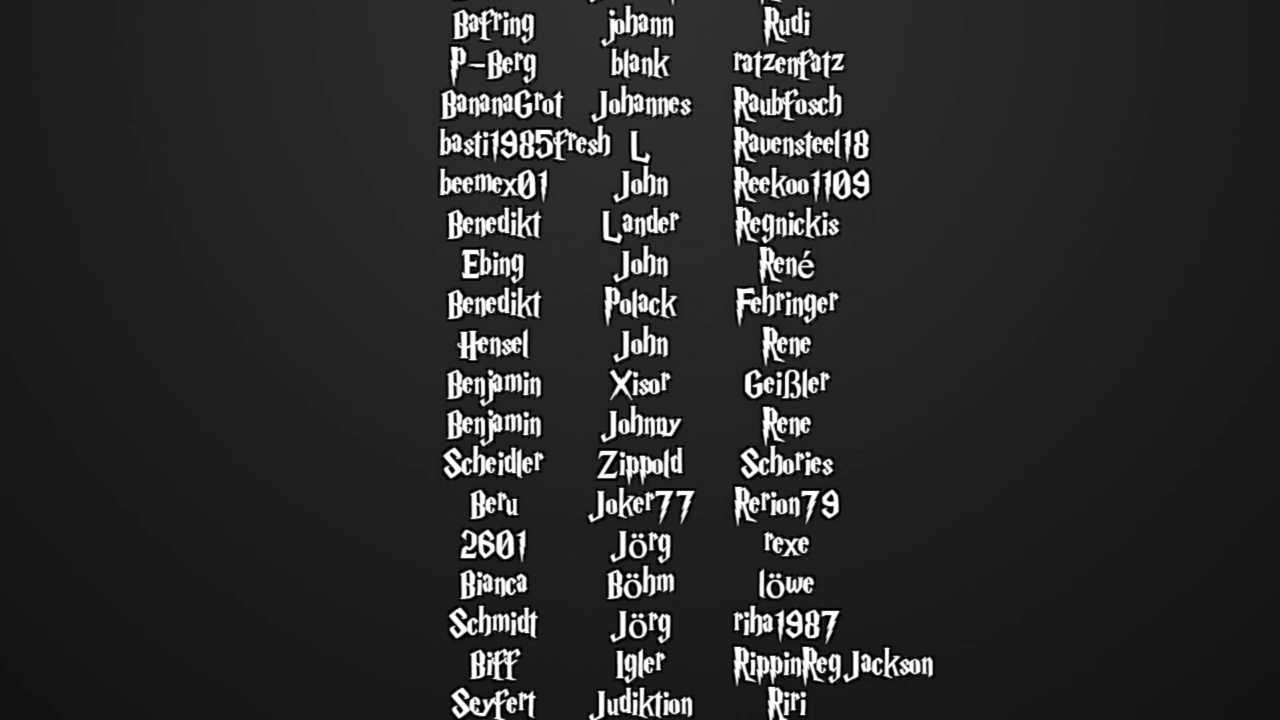 Bafring johann Rudi
P-Berg blank ratzenfatz
BananaGrot Johannes Raubfosch
basti1985fresh L Ravensteel18
beemex01 John Reekoo1109
Benedikt Lander Regnickis
Ebing John René
Benedikt Polack Fehringer
Hensel John Rene
Benjamin Xisor Geißler
Benjamin Johnny Rene
Scheidler Zippold Schories
Beru Joker77 Rerion79
2601 Jörg rexe
Bianca Böhm löwe
Schmidt Jörg riha1987
Biff Igler RippinRegJackson
Seyfert Judiktion Riri